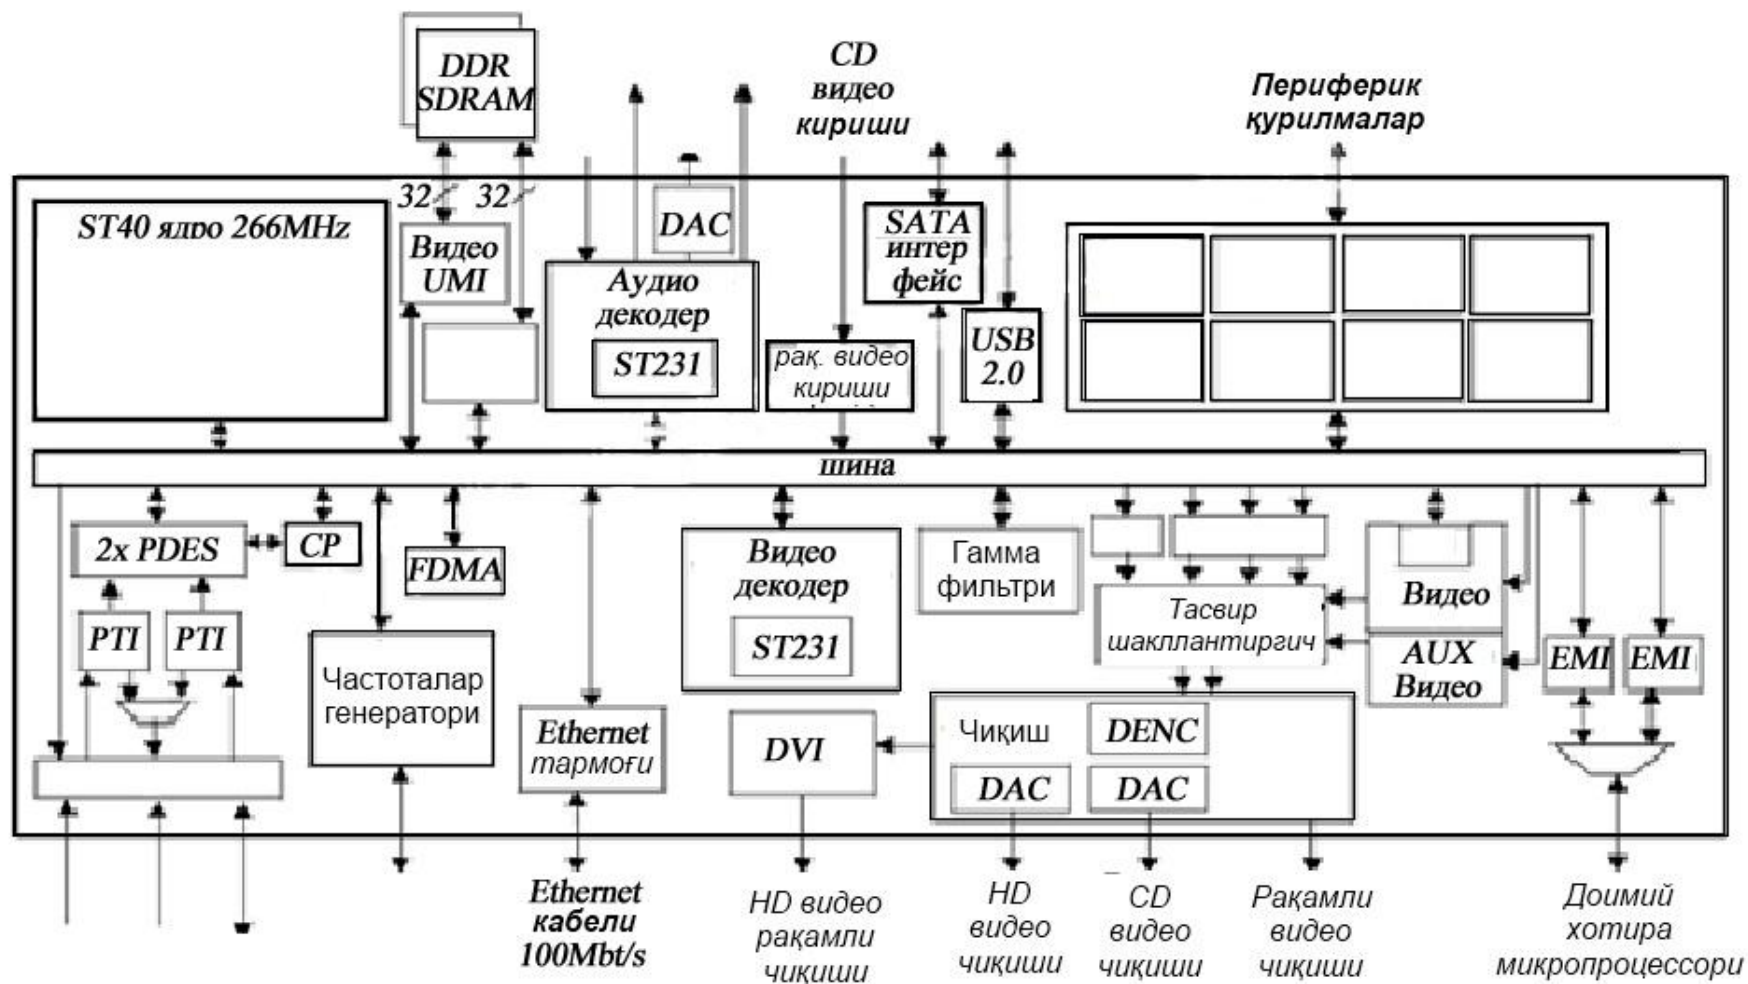 DDR
SDRAM
CD
видео
кириши
Периферик
қурилмалар
32
32
ST40 ядро 266MHz
Видео
UMI
DAC
Аудио
декодер
ST231
рақ. видео
кириши
SATA
интер
фейс
USB
2.0
шина
2x PDES
CP
FDMA
PTI
PTI
Частоталар
генератори
Ethernet
тармоғи
Видео
декодер
ST231
Гамма
фильтри
Тасвир
шакллантиргич
Видео
AUX
Видео
EMI
EMI
DVI
Чиқиш
DENC
DAC
DAC
Ethernet
кабели
100Mbt/s
HD видео
рақамли
чиқиши
HD
видео
чиқиши
CD
видео
чиқиши
Рақамли
видео
чиқиши
Доимий
хотира
микропроцессори